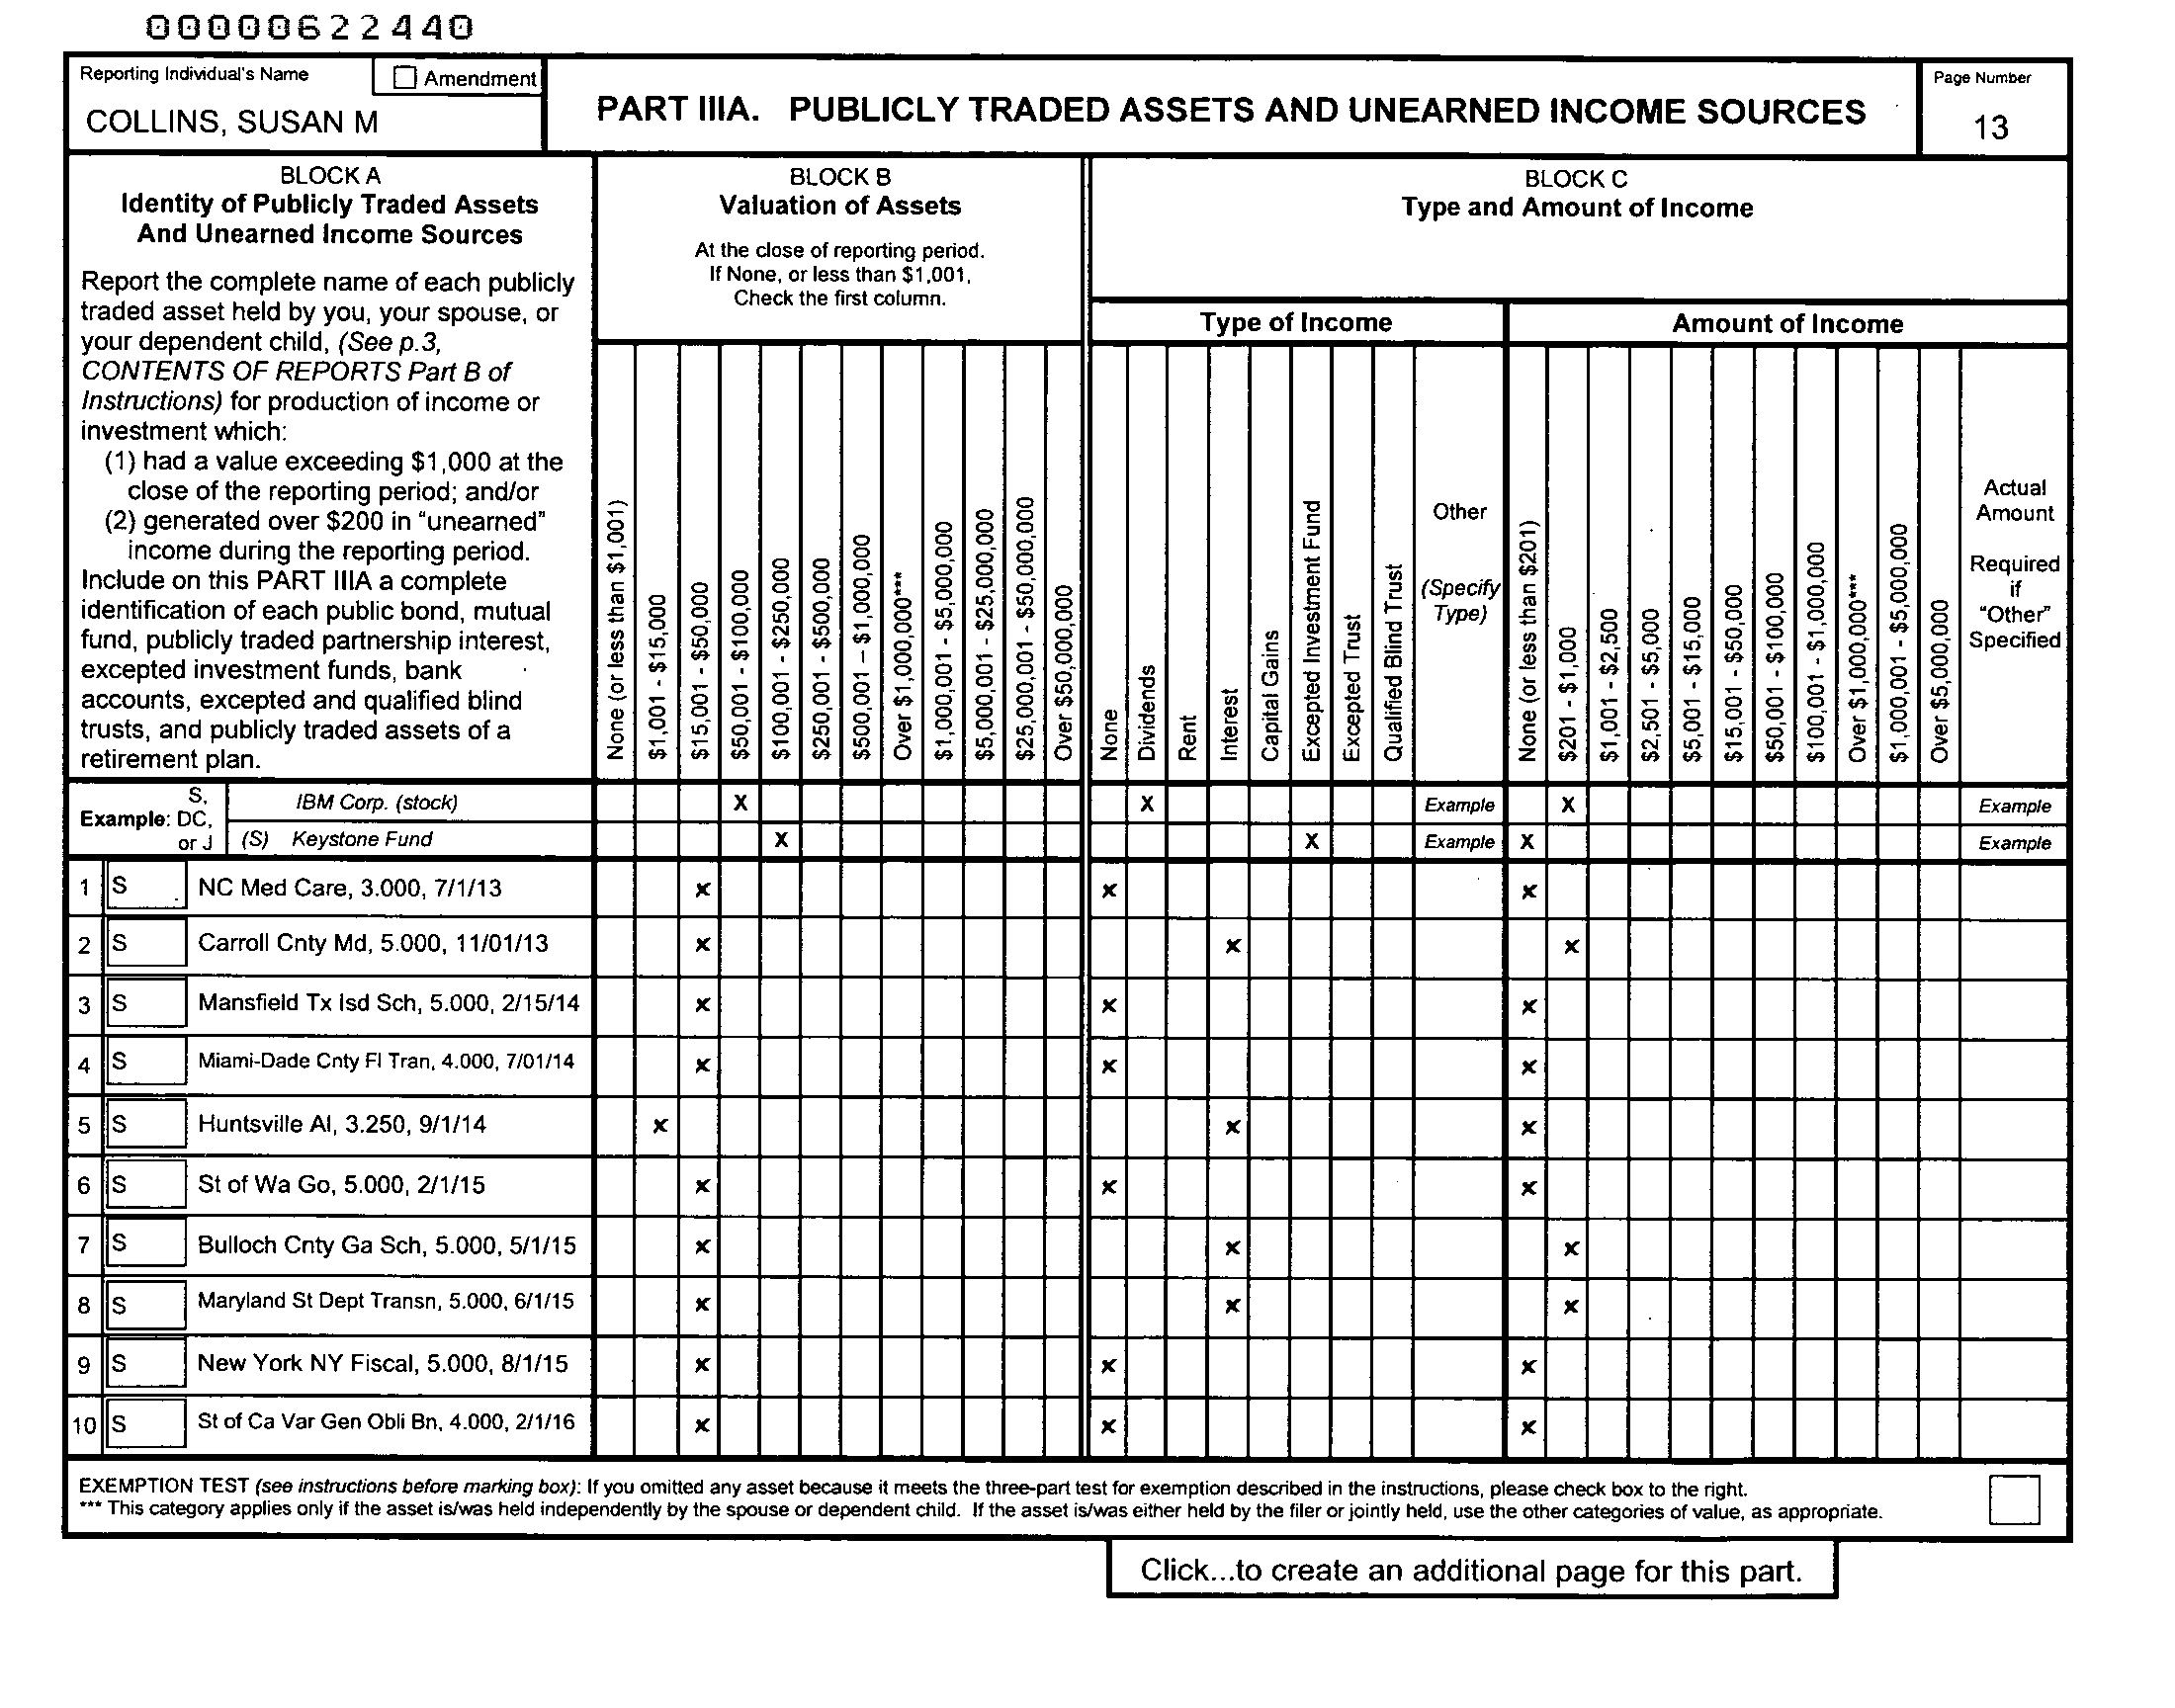 00000622440
Reporting Individual's Name
Amendment
COLLINS, SUSAN M
PART IIIA. PUBLICLY TRADED ASSETS AND UNEARNED INCOME SOURCES
Page Number
13
BLOCK A
Identity of Publicly Traded Assets
And Unearned Income Sources
Report the complete name of each publicly
traded asset held by you, your spouse, or
your dependent child, (See p.3,
CONTENTS OF REPORTS Part B of
Instructions) for production of income or
investment which:
(1) had a value exceeding $1,000 at the
close of the reporting period; and/or
(2) generated over $200 in "unearned"
income during the reporting period.
Include on this PART IIIA a complete
identification of each public bond, mutual
fund, publicly traded partnership interest,
excepted investment funds, bank
accounts, excepted and qualified blind
trusts, and publicly traded assets of a
retirement plan.
BLOCK B
Valuation of Assets
At the close of reporting period.
If None, or less than $1,001,
Check the first column.
BLOCK C
Type and Amount of Income
Type of Income
Amount of Income
None (or less than $1,001)
$1,001 - $15,000
$15,001 - $50,000
$50,001 - $100,000
$100,001 - $250,000
$250,001 - $500,000
$500,001 – $1,000,000
Over $1,000,000***
$1,000,001 - $5,000,000
$5,000,001 - $25,000,000
$25,000,001 - $50,000,000
Over $50,000,000
None
Dividends
Rent
Interest
Capital Gains
Excepted Investment Fund
Excepted Trust
Qualified Blind Trust
Other
(Specify
Type)
None (or less than $201)
$201 - $1,000
$1,001 - $2,500
$2,501 - $5,000
$5,001 - $15,000
$15,001 - $50,000
$50,001 - $100,000
$100,001 - $1,000,000
Over $1,000,000***
$1,000,001 - $5,000,000
Over $5,000,000
Actual
Amount
Required
if
"Other"
Specified
Example: S, DC, or J
IBM Corp. (stock) X X Example X Example
(S) Keystone Fund X X Example X Example
1 S NC Med Care, 3.000, 7/1/13 x x x
2 S Carroll Cnty Md, 5.000, 11/01/13 x x x
3 S Mansfield Tx Isd Sch, 5.000, 2/15/14 x x x
4 S Miami-Dade Cnty Fl Tran, 4.000, 7/01/14 x x x
5 S Huntsville Al, 3.250, 9/1/14 x x x
6 S St of Wa Go, 5.000, 2/1/15 x x x
7 S Bulloch Cnty Ga Sch, 5.000, 5/1/15 x x x
8 S Maryland St Dept Transn, 5.000, 6/1/15 x x x
9 S New York NY Fiscal, 5.000, 8/1/15 x x x
10 S St of Ca Var Gen Obli Bn, 4.000, 2/1/16 x x x
EXEMPTION TEST (see instructions before marking box): If you omitted any asset because it meets the three-part test for exemption described in the instructions, please check box to the right.
*** This category applies only if the asset is/was held independently by the spouse or dependent child. If the asset is/was either held by the filer or jointly held, use the other categories of value, as appropriate.
Click...to create an additional page for this part.